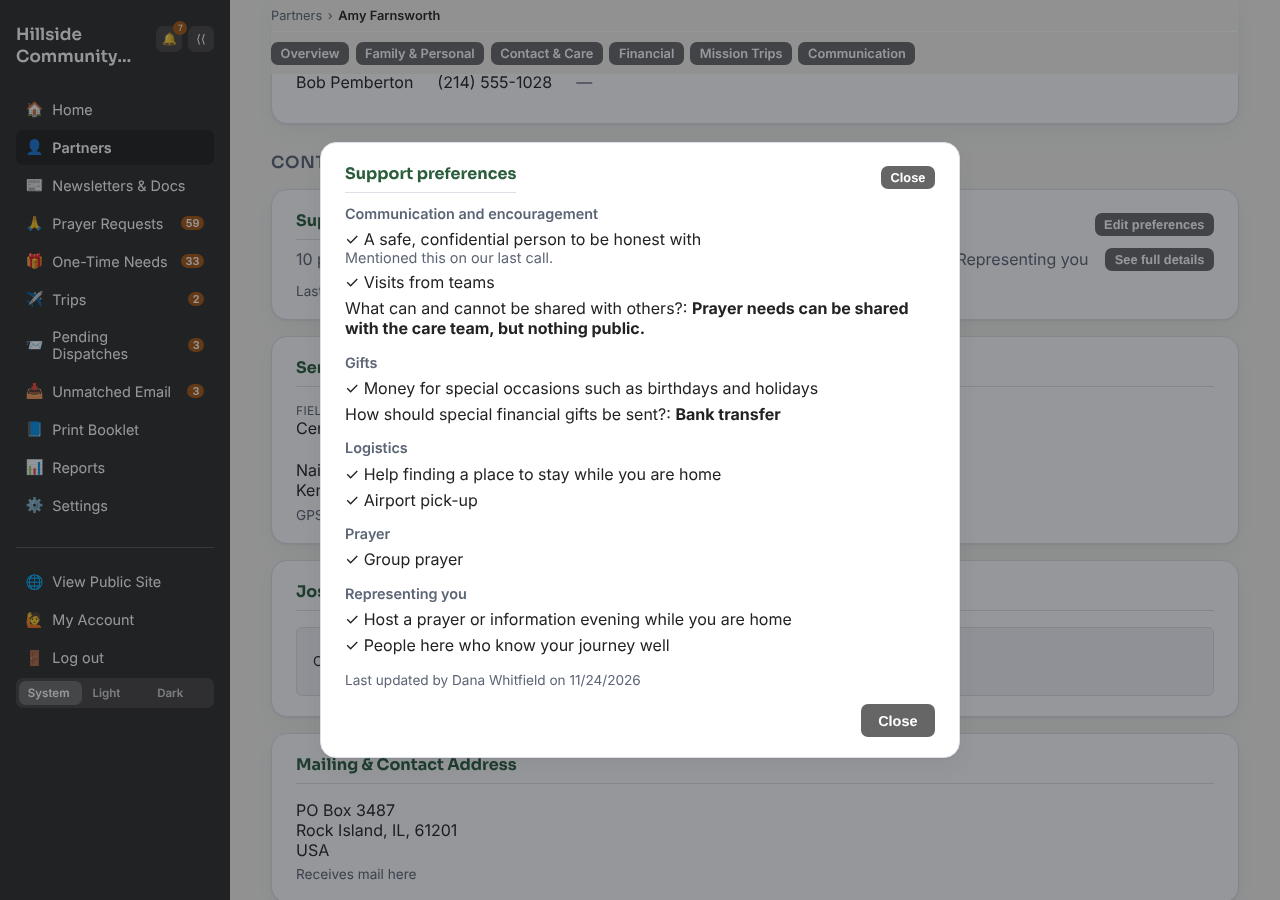 Hillside
Community...
7
⟨⟨
Home
Partners
Newsletters & Docs
Prayer Requests 59
One-Time Needs 33
Trips 2
Pending
Dispatches 3
Unmatched Email 3
Print Booklet
Reports
Settings
View Public Site
My Account
Log out
System Light Dark
Partners › Amy Farnsworth
Overview Family & Personal Contact & Care Financial Mission Trips Communication
Bob Pemberton (214) 555-1028 —
Edit preferences
10
Representing you See full details
GPS
Support preferences
Close
Communication and encouragement
✓ A safe, confidential person to be honest with
Mentioned this on our last call.
✓ Visits from teams
What can and cannot be shared with others?: Prayer needs can be shared
with the care team, but nothing public.
Gifts
✓ Money for special occasions such as birthdays and holidays
How should special financial gifts be sent?: Bank transfer
Logistics
✓ Help finding a place to stay while you are home
✓ Airport pick-up
Prayer
✓ Group prayer
Representing you
✓ Host a prayer or information evening while you are home
✓ People here who know your journey well
Last updated by Dana Whitfield on 11/24/2026
Close
Mailing & Contact Address
PO Box 3487
Rock Island, IL, 61201
USA
Receives mail here